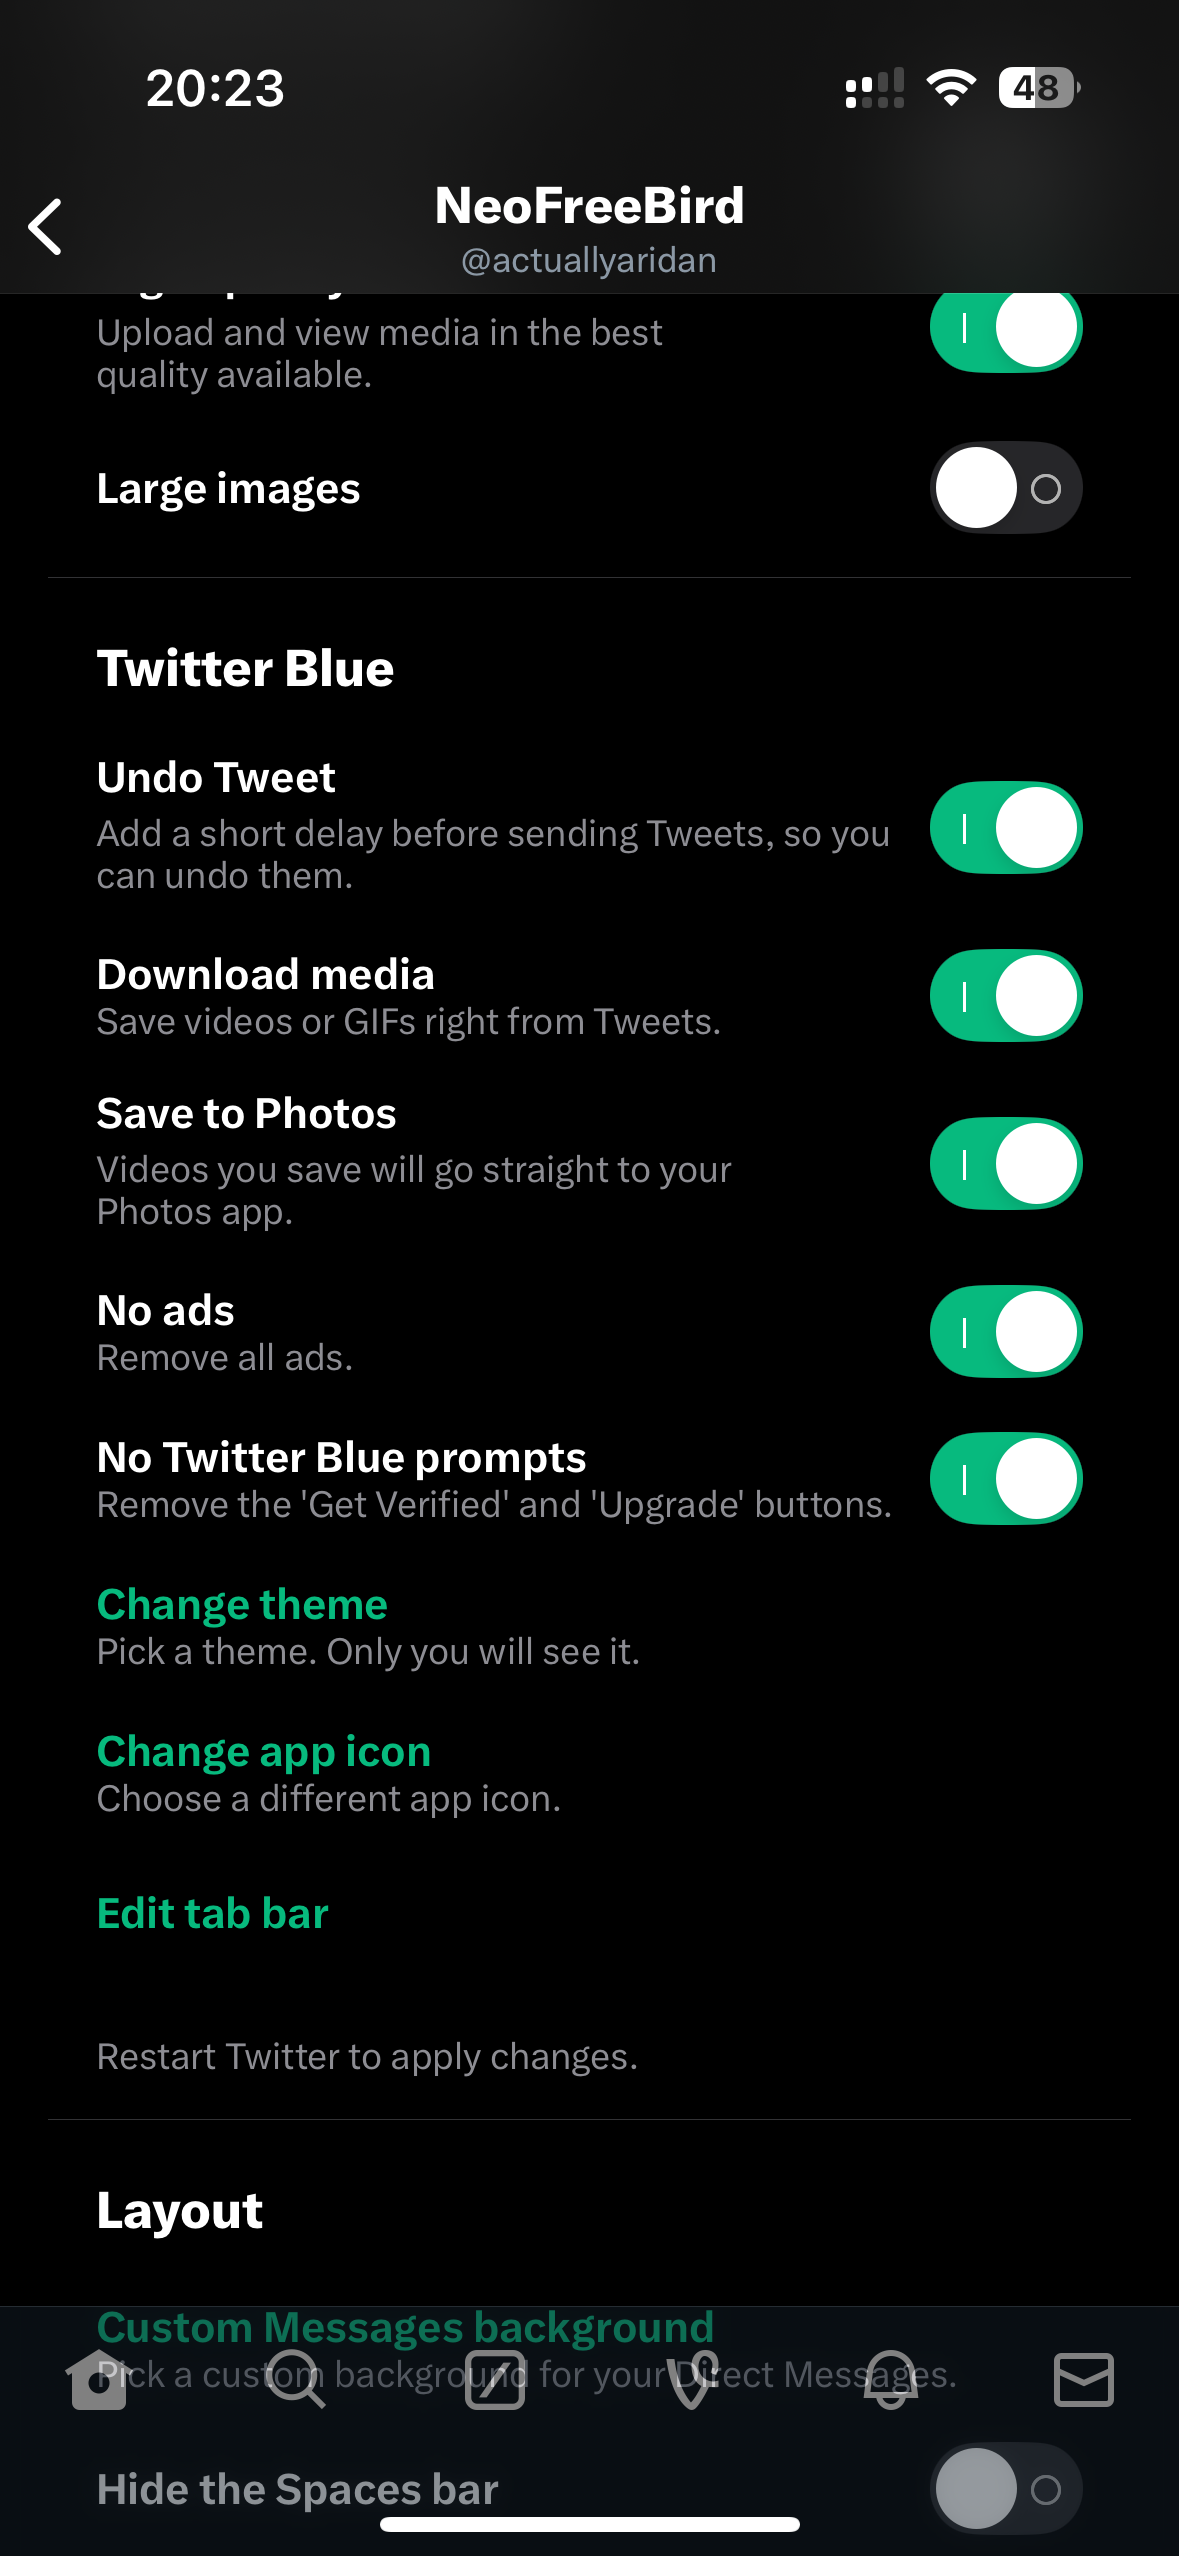 20:23
48
NeoFreeBird
@actuallyaridan
Upload and view media in the best
quality available.
Large images
Twitter Blue
Undo Tweet
Add a short delay before sending Tweets, so you
can undo them.
Download media
Save videos or GIFs right from Tweets.
Save to Photos
Videos you save will go straight to your
Photos app.
No ads
Remove all ads.
No Twitter Blue prompts
Remove the 'Get Verified' and 'Upgrade' buttons.
Change theme
Pick a theme. Only you will see it.
Change app icon
Choose a different app icon.
Edit tab bar
Restart Twitter to apply changes.
Layout
Custom Messages background
Pick a custom background for your Direct Messages.
Hide the Spaces bar